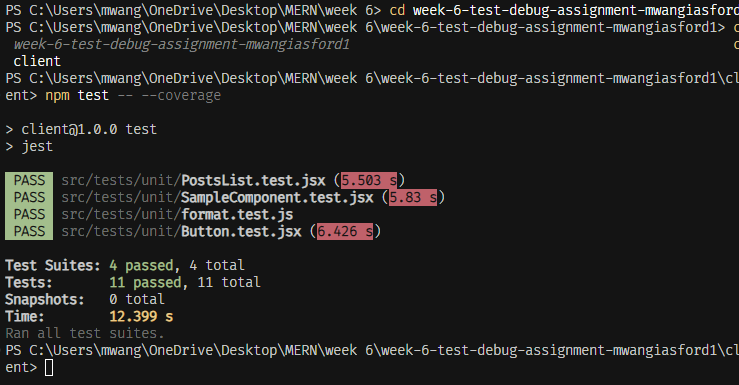 PS C:\Users\mwang\OneDrive\Desktop\MERN\week 6> cd week-6-test-debug-assignment-mwangiasford
PS C:\Users\mwang\OneDrive\Desktop\MERN\week 6\week-6-test-debug-assignment-mwangiasford1> c
week-6-test-debug-assignment-mwangiasford1 c
client
PS C:\Users\mwang\OneDrive\Desktop\MERN\week 6\week-6-test-debug-assignment-mwangiasford1\cl
ent> npm test -- --coverage
> client@1.0.0 test
> jest
PASS src/tests/unit/PostsList.test.jsx (5.503 s)
PASS src/tests/unit/SampleComponent.test.jsx (5.83 s)
PASS src/tests/unit/format.test.js
PASS src/tests/unit/Button.test.jsx (6.426 s)
Test Suites: 4 passed, 4 total
Tests: 11 passed, 11 total
Snapshots: 0 total
Time: 12.399 s
Ran all test suites.
PS C:\Users\mwang\OneDrive\Desktop\MERN\week 6\week-6-test-debug-assignment-mwangiasford1\cl
ent>